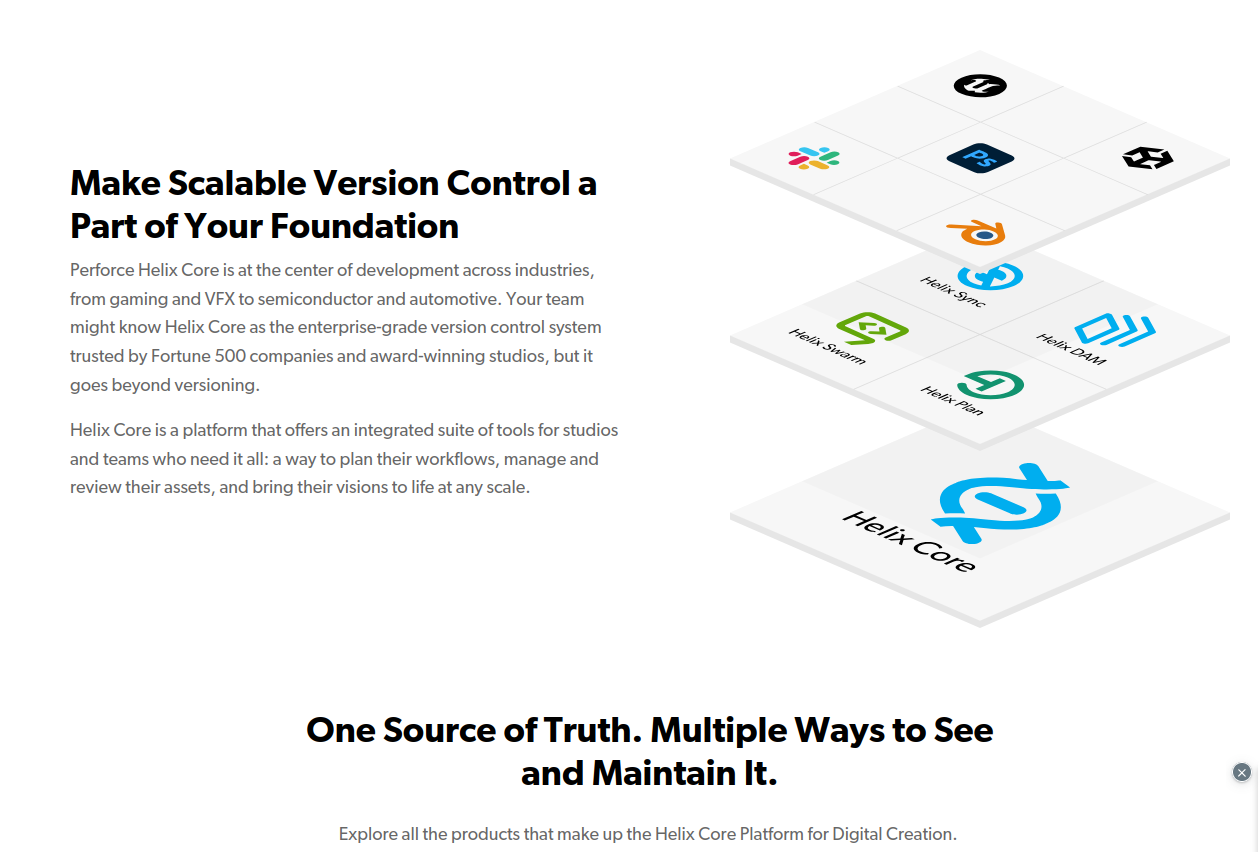 Make Scalable Version Control a
Part of Your Foundation
Perforce Helix Core is at the center of development across industries,
from gaming and VFX to semiconductor and automotive. Your team
might know Helix Core as the enterprise-grade version control system
trusted by Fortune 500 companies and award-winning studios, but it
goes beyond versioning.
Helix Core is a platform that offers an integrated suite of tools for studios
and teams who need it all: a way to plan their workflows, manage and
review their assets, and bring their visions to life at any scale.
Ps
Helix Sync
Helix Swarm
Helix DAM
Helix Plan
Helix Core
One Source of Truth. Multiple Ways to See
and Maintain It.
Explore all the products that make up the Helix Core Platform for Digital Creation.